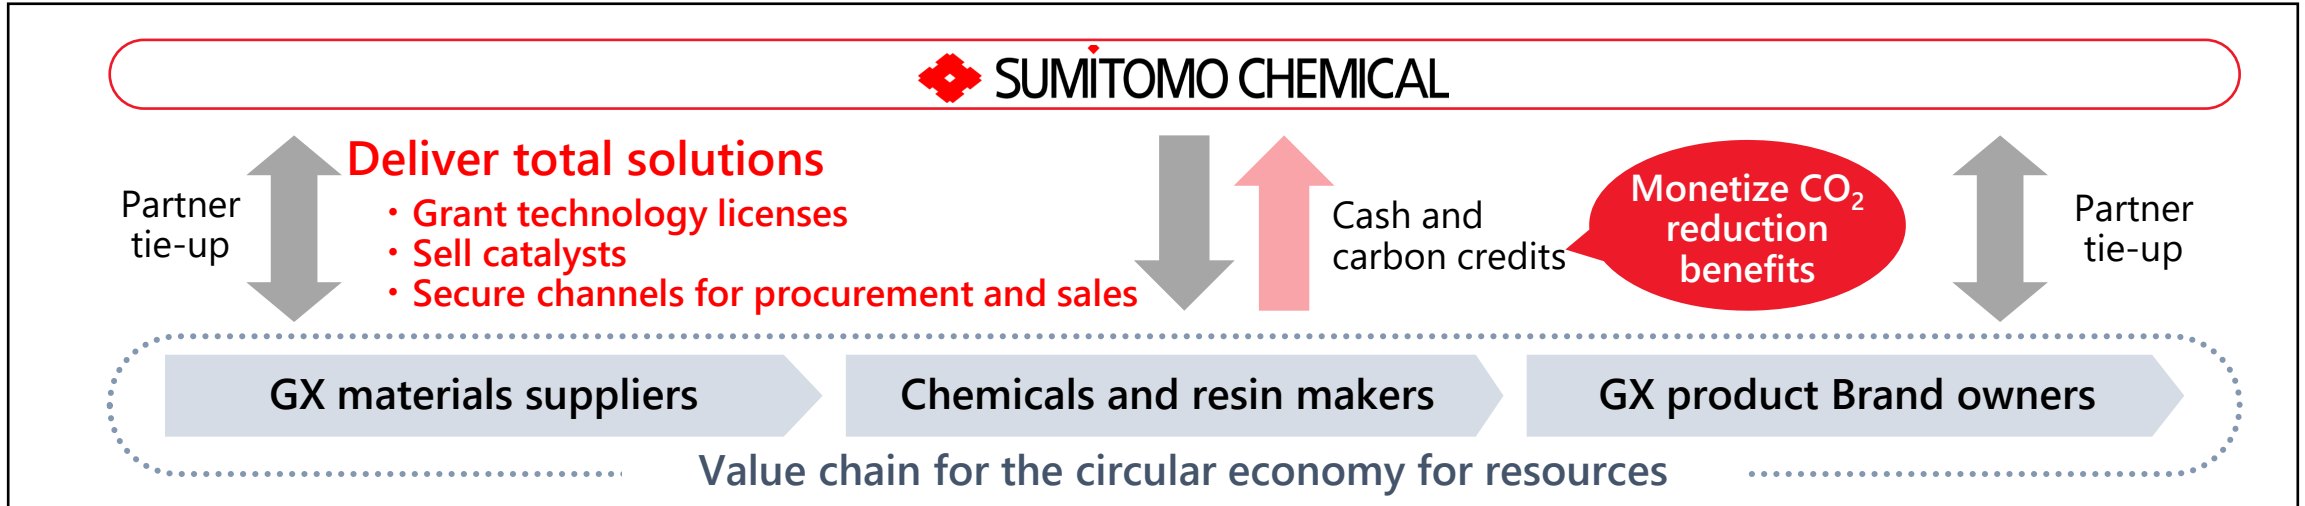 SUMITOMO CHEMICAL
Partner
tie-up
Deliver total solutions
・Grant technology licenses
・Sell catalysts
・Secure channels for procurement and sales
Cash and
carbon credits
Monetize CO₂
reduction
benefits
Partner
tie-up
GX materials suppliers
Chemicals and resin makers
GX product Brand owners
Value chain for the circular economy for resources